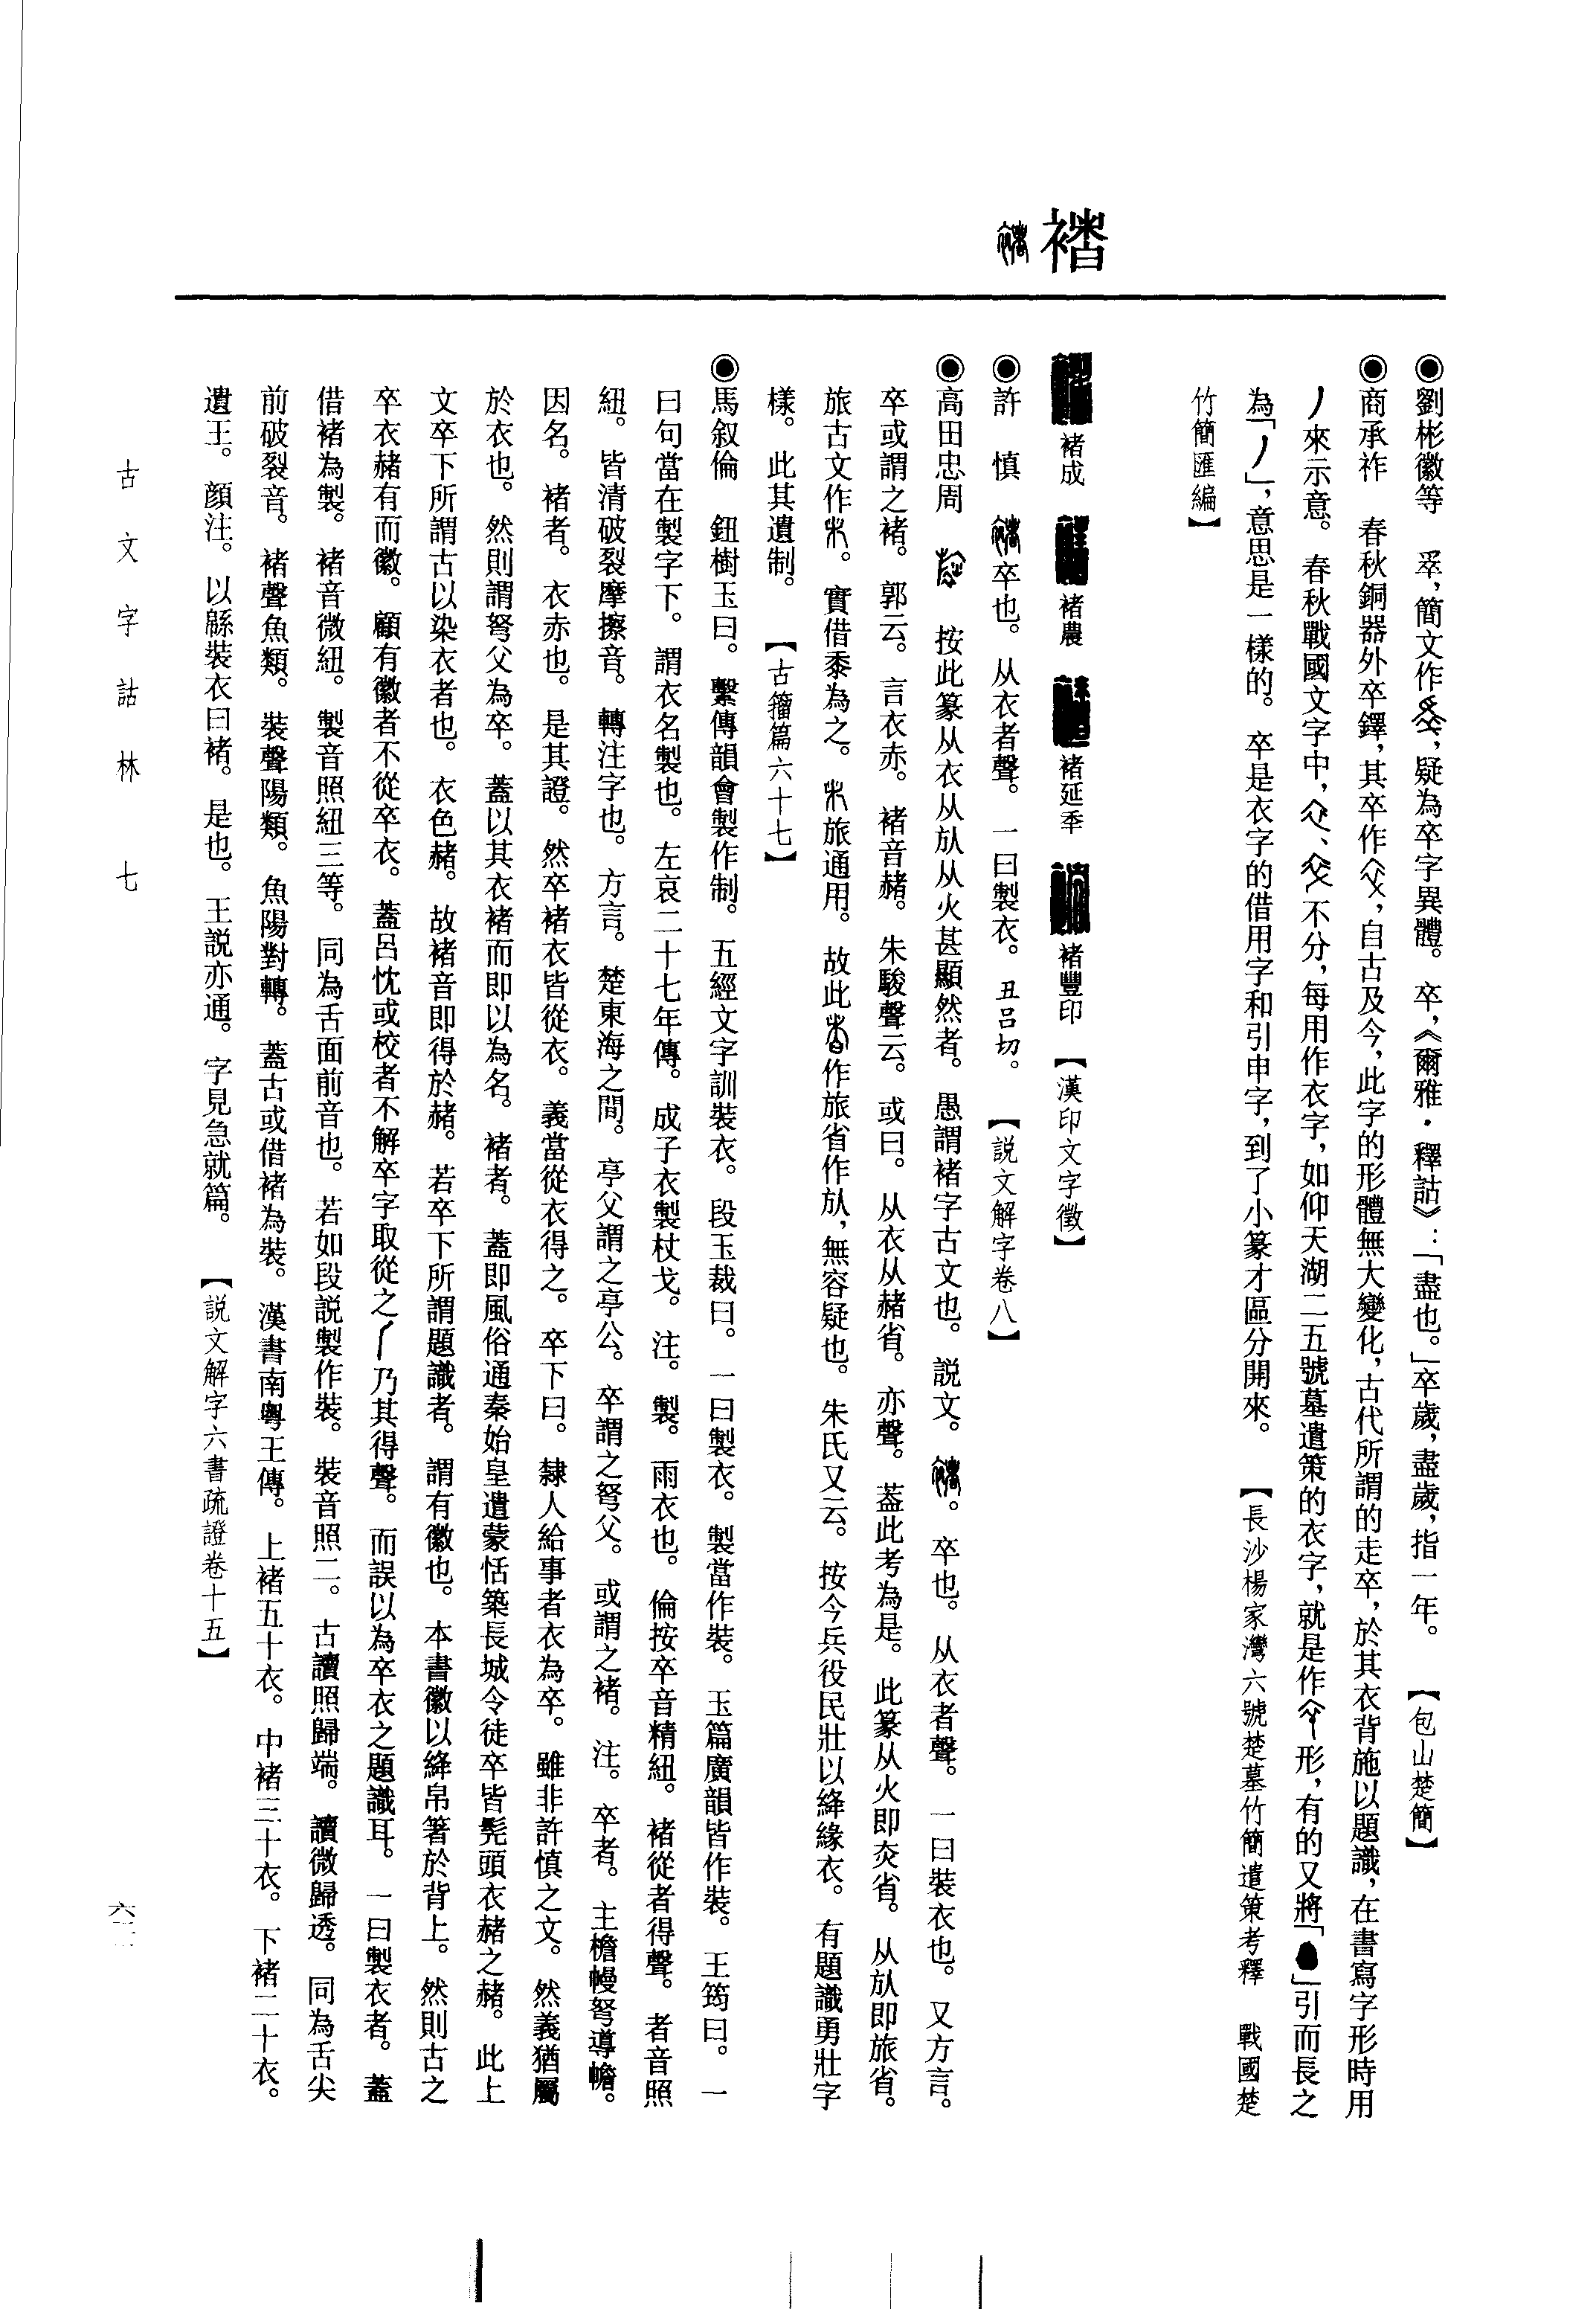 褚
◉劉彬徽等　卒，簡文作，疑為卒字異體。卒，《爾雅·釋詁》：「盡也。」卒歲，盡歲，指一年。【包山楚簡】
◉商承祚　春秋銅器外卒鐸，其卒作，自古及今，此字的形體無大變化，古代所謂的走卒，於其衣背施以題識，在書寫字形時用
丿來示意。春秋戰國文字中，、不分，每用作衣字，如仰天湖二五號墓遣策的衣字，就是作形，有的又將「」引而長之
為「丿」，意思是一樣的。卒是衣字的借用字和引申字，到了小篆才區分開來。【長沙楊家灣六號楚墓竹簡遣策考釋　戰國楚
竹簡匯編】
褚成　褚農　褚延秊　褚豐印　【漢印文字徵】
◉許　慎　卒也。从衣者聲。一曰製衣。丑呂切。【説文解字卷八】
◉高田忠周　按此篆从衣从㫃从火甚顯然者。愚謂褚字古文也。説文。。卒也。从衣者聲。一曰裝衣也。又方言。
卒或謂之褚。郭云。言衣赤。褚音赭。朱駿聲云。或曰。从衣从赭省。亦聲。葢此考為是。此篆从火即炎省。从㫃即旅省。
旅古文作。實借黍為之。旅通用。故此作旅省作㫃，無容疑也。朱氏又云。按今兵役民壯以絳緣衣。有題識勇壯字
樣。此其遺制。【古籀篇六十七】
◉馬叙倫　鈕樹玉曰。繫傳韻會製作制。五經文字訓裝衣。段玉裁曰。一曰製衣。製當作裝。玉篇廣韻皆作裝。王筠曰。一
曰句當在製字下。謂衣名製也。左哀二十七年傳。成子衣製杖戈。注。製。雨衣也。倫按卒音精紐。褚從者得聲。者音照
紐。皆清破裂摩擦音。轉注字也。方言。楚東海之間。亭父謂之亭公。卒謂之弩父。或謂之褚。注。卒者。主檐幔弩導幨。
因名。褚者。衣赤也。是其證。然卒褚衣皆從衣。義當從衣得之。卒下曰。隸人給事者衣為卒。雖非許慎之文。然義猶屬
於衣也。然則謂弩父為卒。蓋以其衣褚而即以為名。褚者。蓋即風俗通秦始皇遣蒙恬築長城令徒卒皆髡頭衣赭之赭。此上
文卒下所謂古以染衣者也。衣色赭。故褚音即得於赭。若卒下所謂題識者。謂有徽也。本書徽以絳帛箸於背上。然則古之
卒衣赭有而徽。顧有徽者不從卒衣。蓋呂忱或校者不解卒字取從之乃其得聲。而誤以為卒衣之題識耳。一曰製衣者。蓋
借褚為製。褚音微紐。製音照紐三等。同為舌面前音也。若如段説製作裝。裝音照二。古讀照歸端。讀微歸透。同為舌尖
前破裂音。褚聲魚類。裝聲陽類。魚陽對轉。蓋古或借褚為裝。漢書南粵王傳。上褚五十衣。中褚三十衣。下褚二十衣。
遺王。顏注。以緜裝衣曰褚。是也。王説亦通。字見急就篇。【説文解字六書疏證卷十五】
古文字詁林　七